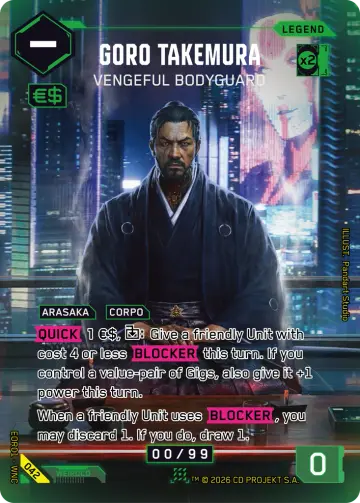 LEGEND
GORO TAKEMURA
x2
VENGEFUL BODYGUARD
€$
ILLUST. Pandart Studio
ARASAKA CORPO
QUICK 1 €$, : Give a friendly Unit with
cost 4 or less BLOCKER this turn. If you
control a value-pair of Gigs, also give it +1
power this turn.
When a friendly Unit uses BLOCKER, you
may discard 1. If you do, draw 1.
00/99
042
™ © 2026 CD PROJEKT S.A.
0